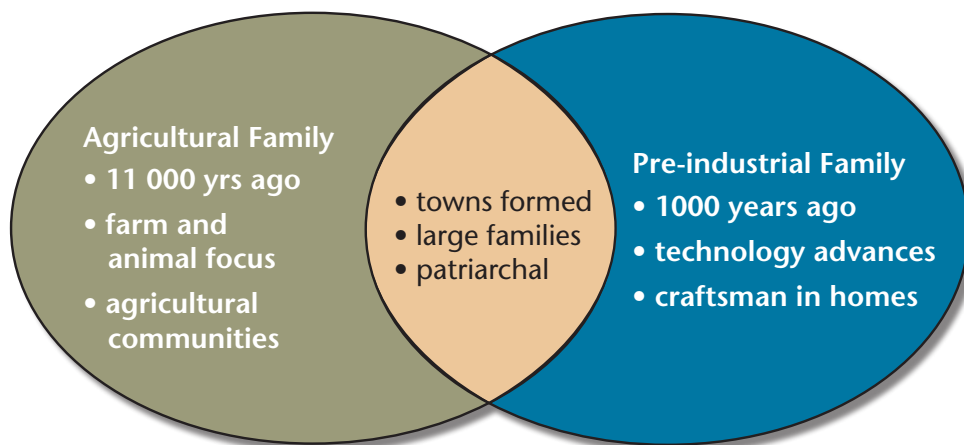 Agricultural Family
• 11 000 yrs ago
• farm and
animal focus
• agricultural
communities
• towns formed
• large families
• patriarchal
Pre-industrial Family
• 1000 years ago
• technology advances
• craftsman in homes